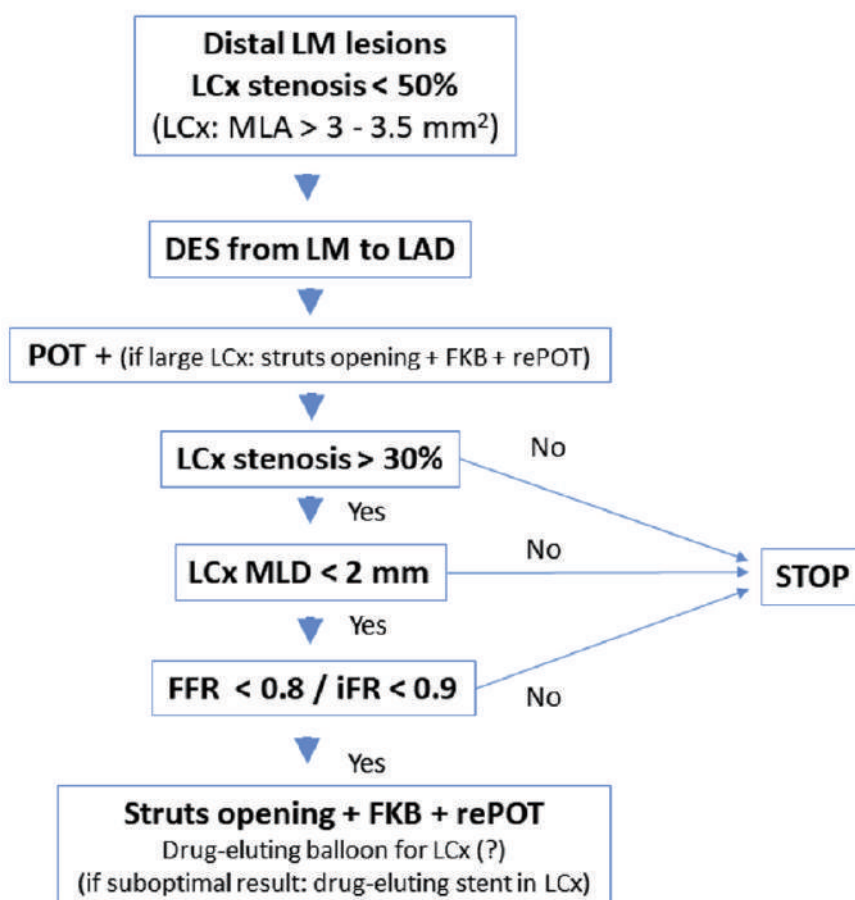 Distal LM lesions
LCx stenosis < 50%
(LCx: MLA > 3 - 3.5 mm²)
DES from LM to LAD
POT + (if large LCx: struts opening + FKB + rePOT)
LCx stenosis > 30%
No
Yes
LCx MLD < 2 mm
No
STOP
Yes
FFR < 0.8 / iFR < 0.9
No
Yes
Struts opening + FKB + rePOT
Drug-eluting balloon for LCx (?)
(if suboptimal result: drug-eluting stent in LCx)